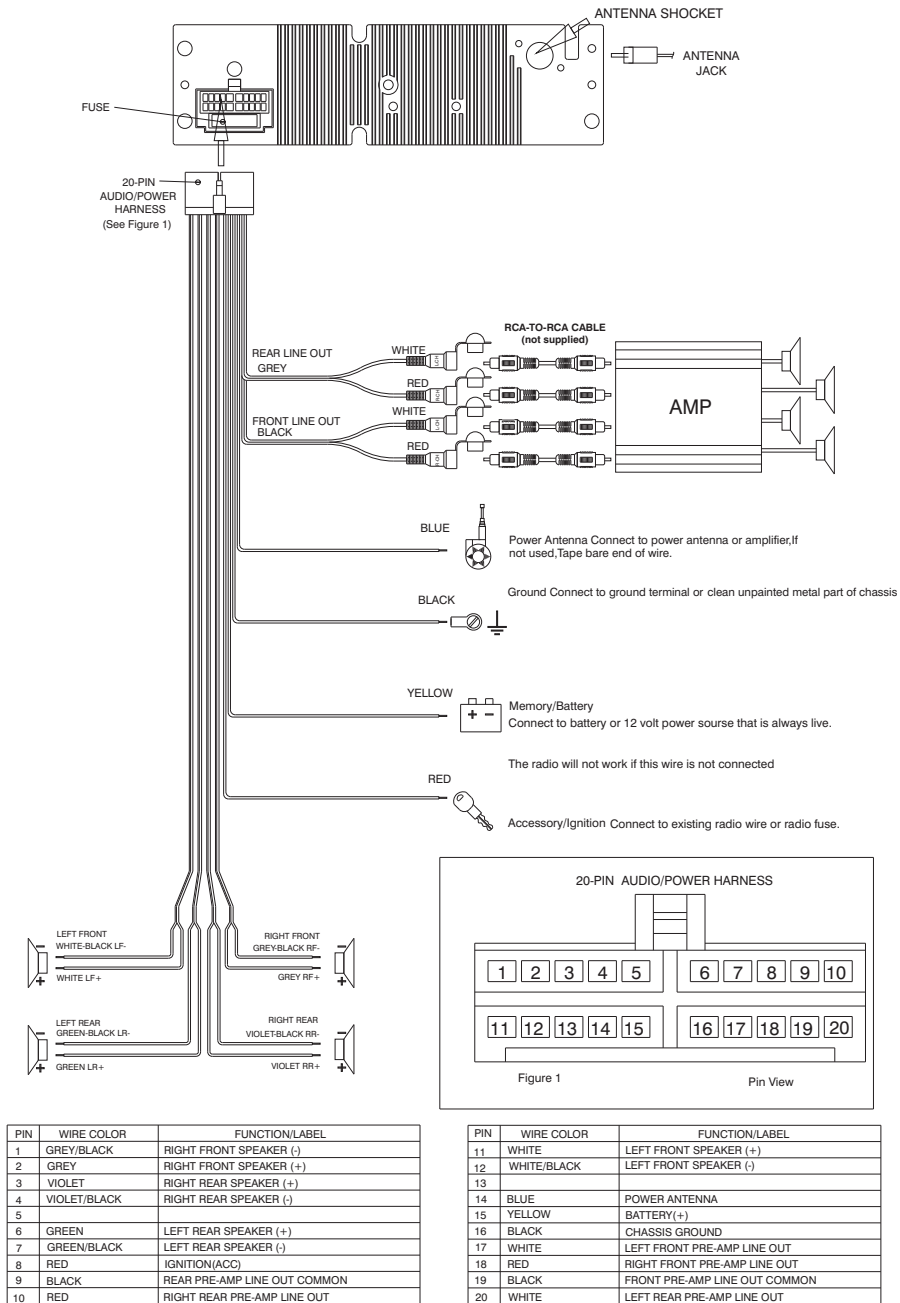 ANTENNA SHOCKET
ANTENNA
JACK
FUSE
20-PIN
AUDIO/POWER
HARNESS
(See Figure 1)
RCA-TO-RCA CABLE
(not supplied)
REAR LINE OUT
GREY
WHITE
LCH
RED
RCH
FRONT LINE OUT
BLACK
WHITE
L-CH
RED
R-CH
AMP
BLUE
Power Antenna Connect to power antenna or amplifier,If
not used,Tape bare end of wire.
BLACK
Ground Connect to ground terminal or clean unpainted metal part of chassis
YELLOW
+ -
Memory/Battery
Connect to battery or 12 volt power sourse that is always live.
The radio will not work if this wire is not connected
RED
Accessory/Ignition Connect to existing radio wire or radio fuse.
LEFT FRONT
WHITE-BLACK LF-
WHITE LF+
- +
RIGHT FRONT
GREY-BLACK RF-
GREY RF+
- +
LEFT REAR
GREEN-BLACK LR-
GREEN LR+
- +
RIGHT REAR
VIOLET-BLACK RR-
VIOLET RR+
- +
20-PIN AUDIO/POWER HARNESS
1 2 3 4 5 6 7 8 9 10
11 12 13 14 15 16 17 18 19 20
Figure 1 Pin View
PIN WIRE COLOR FUNCTION/LABEL
1 GREY/BLACK RIGHT FRONT SPEAKER (-)
2 GREY RIGHT FRONT SPEAKER (+)
3 VIOLET RIGHT REAR SPEAKER (+)
4 VIOLET/BLACK RIGHT REAR SPEAKER (-)
5
6 GREEN LEFT REAR SPEAKER (+)
7 GREEN/BLACK LEFT REAR SPEAKER (-)
8 RED IGNITION(ACC)
9 BLACK REAR PRE-AMP LINE OUT COMMON
10 RED RIGHT REAR PRE-AMP LINE OUT
PIN WIRE COLOR FUNCTION/LABEL
11 WHITE LEFT FRONT SPEAKER (+)
12 WHITE/BLACK LEFT FRONT SPEAKER (-)
13
14 BLUE POWER ANTENNA
15 YELLOW BATTERY(+)
16 BLACK CHASSIS GROUND
17 WHITE LEFT FRONT PRE-AMP LINE OUT
18 RED RIGHT FRONT PRE-AMP LINE OUT
19 BLACK FRONT PRE-AMP LINE OUT COMMON
20 WHITE LEFT REAR PRE-AMP LINE OUT